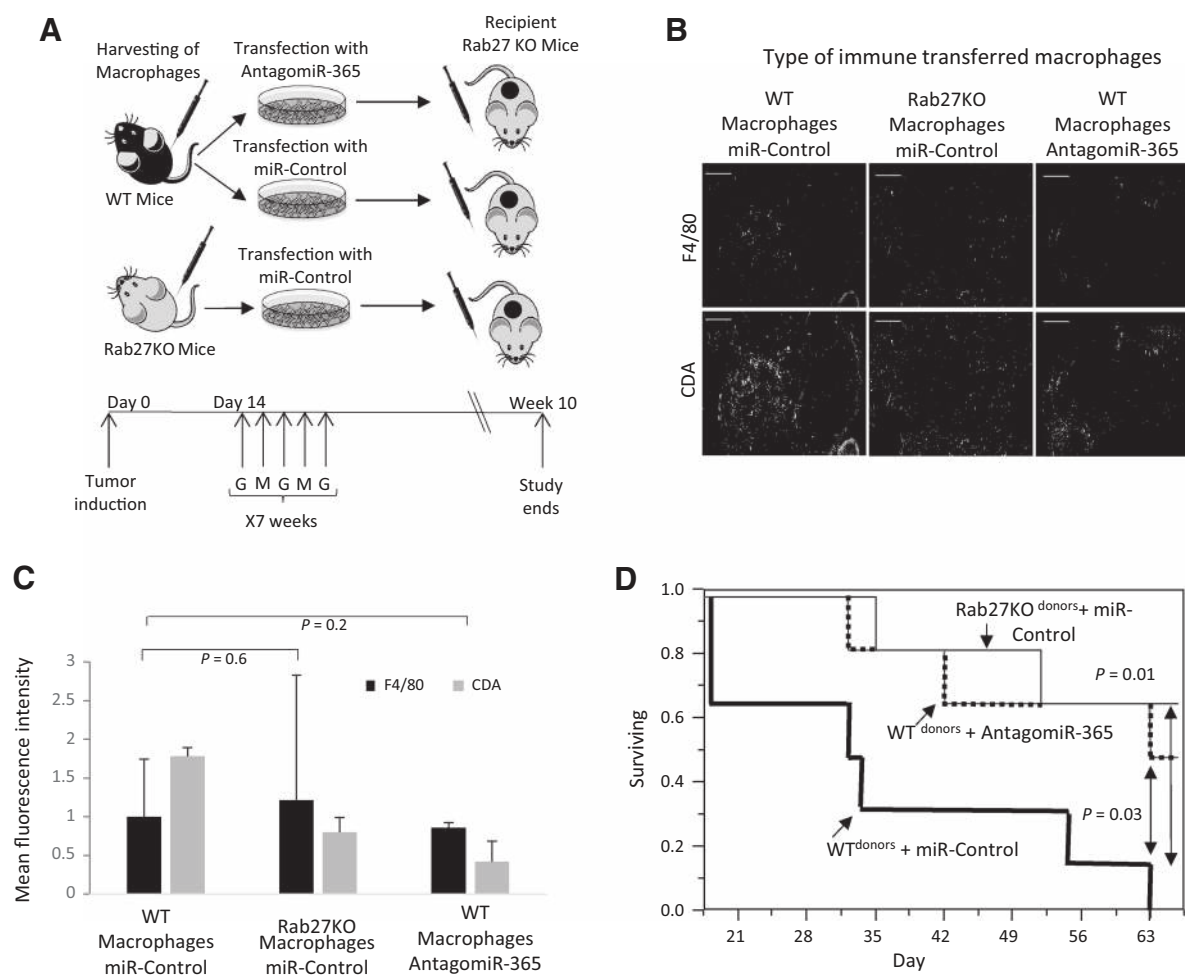 A
Harvesting of
Macrophages
Transfection with
AntagomiR-365
Recipient
Rab27 KO Mice
WT Mice
Transfection with
miR-Control
Transfection with
miR-Control
Rab27KO Mice
Day 0
Day 14
Week 10
Tumor
induction
G M G M G
X7 weeks
Study
ends
B
Type of immune transferred macrophages
WT
Macrophages
miR-Control
Rab27KO
Macrophages
miR-Control
WT
Macrophages
AntagomiR-365
F4/80
CDA
C
P = 0.2
P = 0.6
F4/80
CDA
Mean fluorescence intensity
3
2.5
2
1.5
1
0.5
0
WT
Macrophages
miR-Control
Rab27KO
Macrophages
miR-Control
WT
Macrophages
AntagomiR-365
D
Surviving
1.0
0.8
0.6
0.4
0.2
0.0
Rab27KO donors+ miR-
Control
P = 0.01
WT donors + AntagomiR-365
P = 0.03
WT donors + miR-Control
21 28 35 42 49 56 63
Day